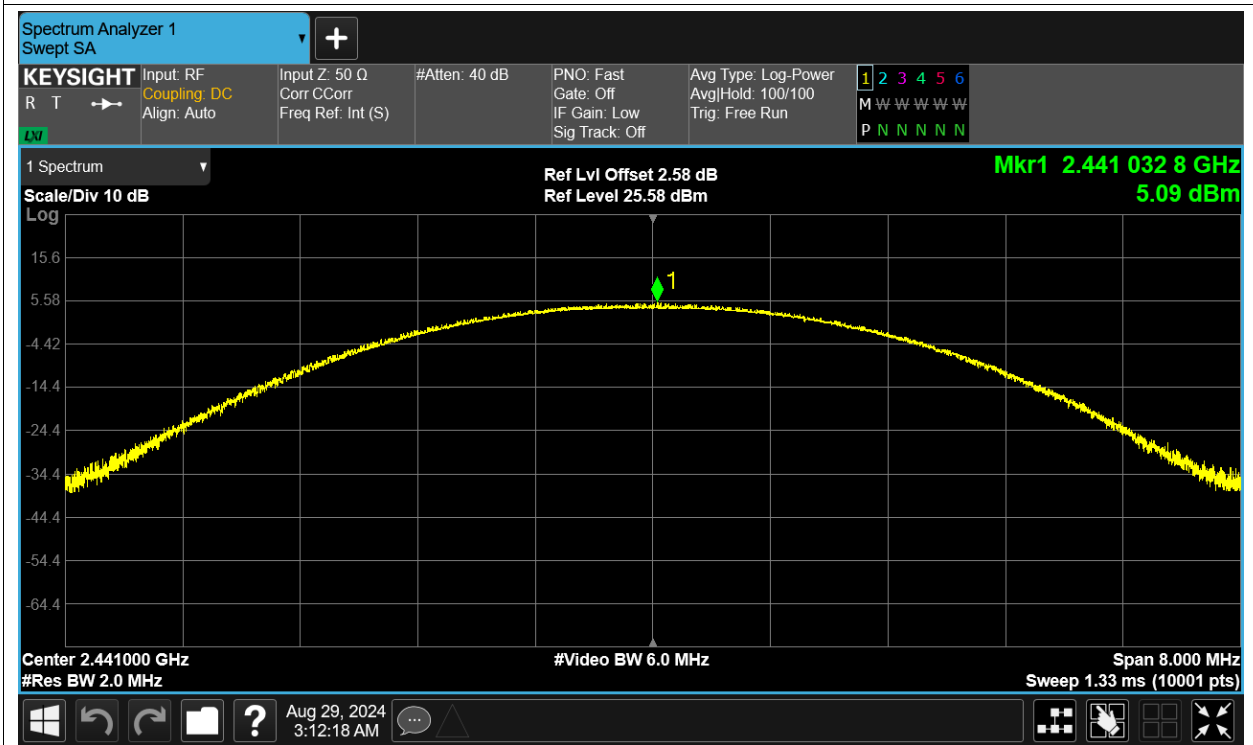 Spectrum Analyzer 1
Swept SA
KEYSIGHT
R T
LXI
Input: RF
Coupling: DC
Align: Auto
Input Z: 50 Ω
Corr CCorr
Freq Ref: Int (S)
#Atten: 40 dB
PNO: Fast
Gate: Off
IF Gain: Low
Sig Track: Off
Avg Type: Log-Power
Avg|Hold: 100/100
Trig: Free Run
1 2 3 4 5 6
M W W W W W
P N N N N N
1 Spectrum
Scale/Div 10 dB
Log
Ref Lvl Offset 2.58 dB
Ref Level 25.58 dBm
Mkr1 2.441 032 8 GHz
5.09 dBm
1
15.6
5.58
-4.42
-14.4
-24.4
-34.4
-44.4
-54.4
-64.4
Center 2.441000 GHz
#Res BW 2.0 MHz
#Video BW 6.0 MHz
Span 8.000 MHz
Sweep 1.33 ms (10001 pts)
?
Aug 29, 2024
3:12:18 AM